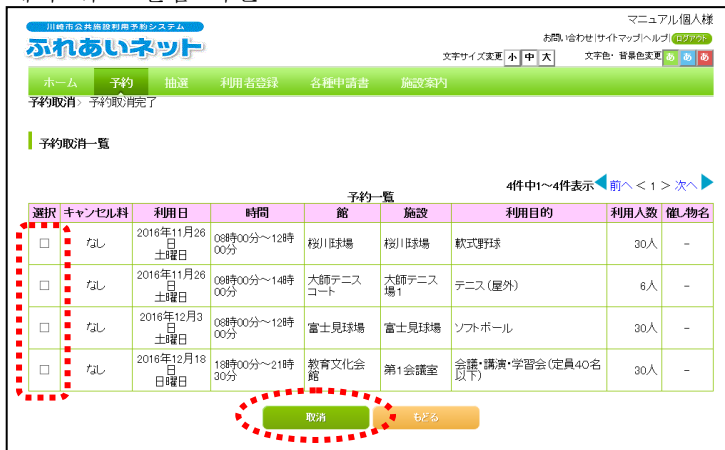 マニュアル個人様
川崎市公共施設利用予約システム
ふれあいネット
お問い合わせ|サイトマップ|ヘルプ| ログアウト
文字サイズ変更 小 中 大 文字色・背景色変更 あ あ あ
ホーム 予約 抽選 利用者登録 各種申請書 施設案内
予約取消> 予約取消完了
予約取消一覧
4件中1~4件表示 前へ < 1 > 次へ
予約一覧
選択 キャンセル料 利用日 時間 館 施設 利用目的 利用人数 催し物名
なし 2016年11月26日 土曜日 08時00分~12時00分 桜川球場 桜川球場 軟式野球 30人 -
なし 2016年11月26日 土曜日 09時00分~14時00分 大師テニスコート 大師テニス場1 テニス(屋外) 6人 -
なし 2016年12月3日 土曜日 08時00分~12時00分 富士見球場 富士見球場 ソフトボール 30人 -
なし 2016年12月18日 日曜日 18時00分~21時30分 教育文化会館 第1会議室 会議・講演・学習会(定員40名以下) 30人 -
取消 もどる